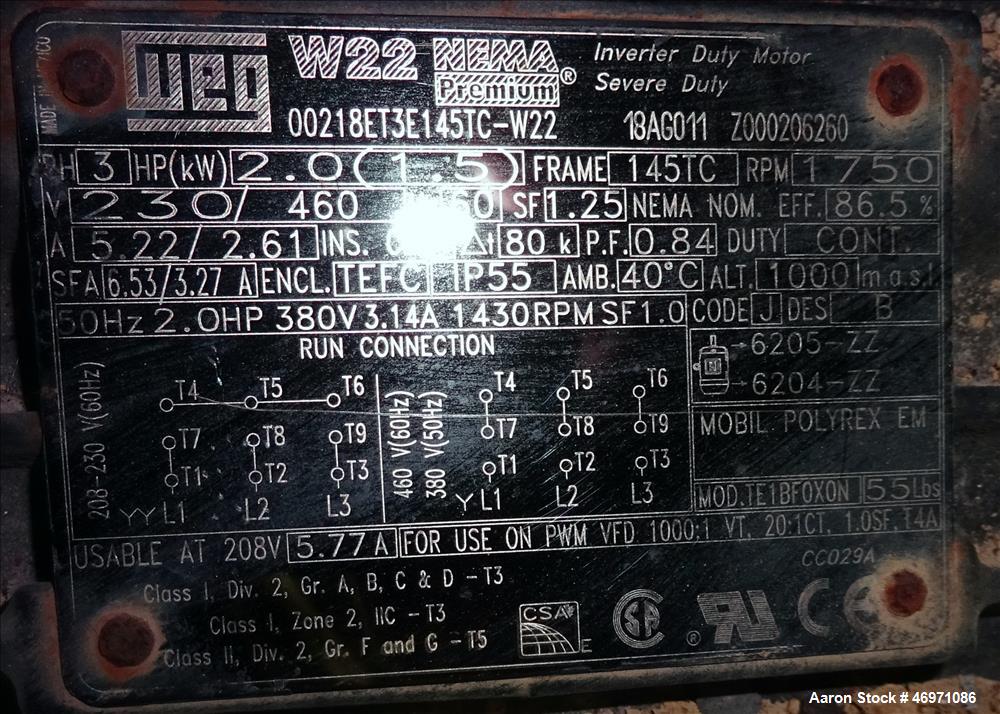 MADE IN MEXICO
WEG W22 NEMA Premium® Inverter Duty Motor
Severe Duty
00218ET3E145TC-W22 18AG011 Z000206260
PH 3 HP(kW) 2.0(1.5) FRAME 145TC RPM 1750
V 230/ 460 SF 1.25 NEMA NOM. EFF. 86.5 %
A 5.22/ 2.61 INS. Δt 80 k P.F. 0.84 DUTY CONT.
SFA 6.53/3.27 A ENCL. TEFC IP55 AMB. 40°C ALT. 1000 m.a.s.l
50Hz 2.0HP 380V 3.14A 1430RPM SF1.0 CODE J DES B
RUN CONNECTION
208-230 V(60Hz)
T4 T5 T6
T7 T8 T9
T1 T2 T3
YY L1 L2 L3
460 V(60Hz)
380 V(50Hz)
T4 T5 T6
T7 T8 T9
T1 T2 T3
Y L1 L2 L3
6205-ZZ
6204-ZZ
MOBIL POLYREX EM
MOD.TE1BF0X0N 55Lbs
USABLE AT 208V 5.77A FOR USE ON PWM VFD 1000:1 VT, 20:1CT, 1.0SF, T4A
CC029A
Class I, Div. 2, Gr. A, B, C & D -T3
Class I, Zone 2, IIC -T3
Class II, Div. 2, Gr. F and G -T5
CSA E
SA ® RU CE
Aaron Stock # 46971086